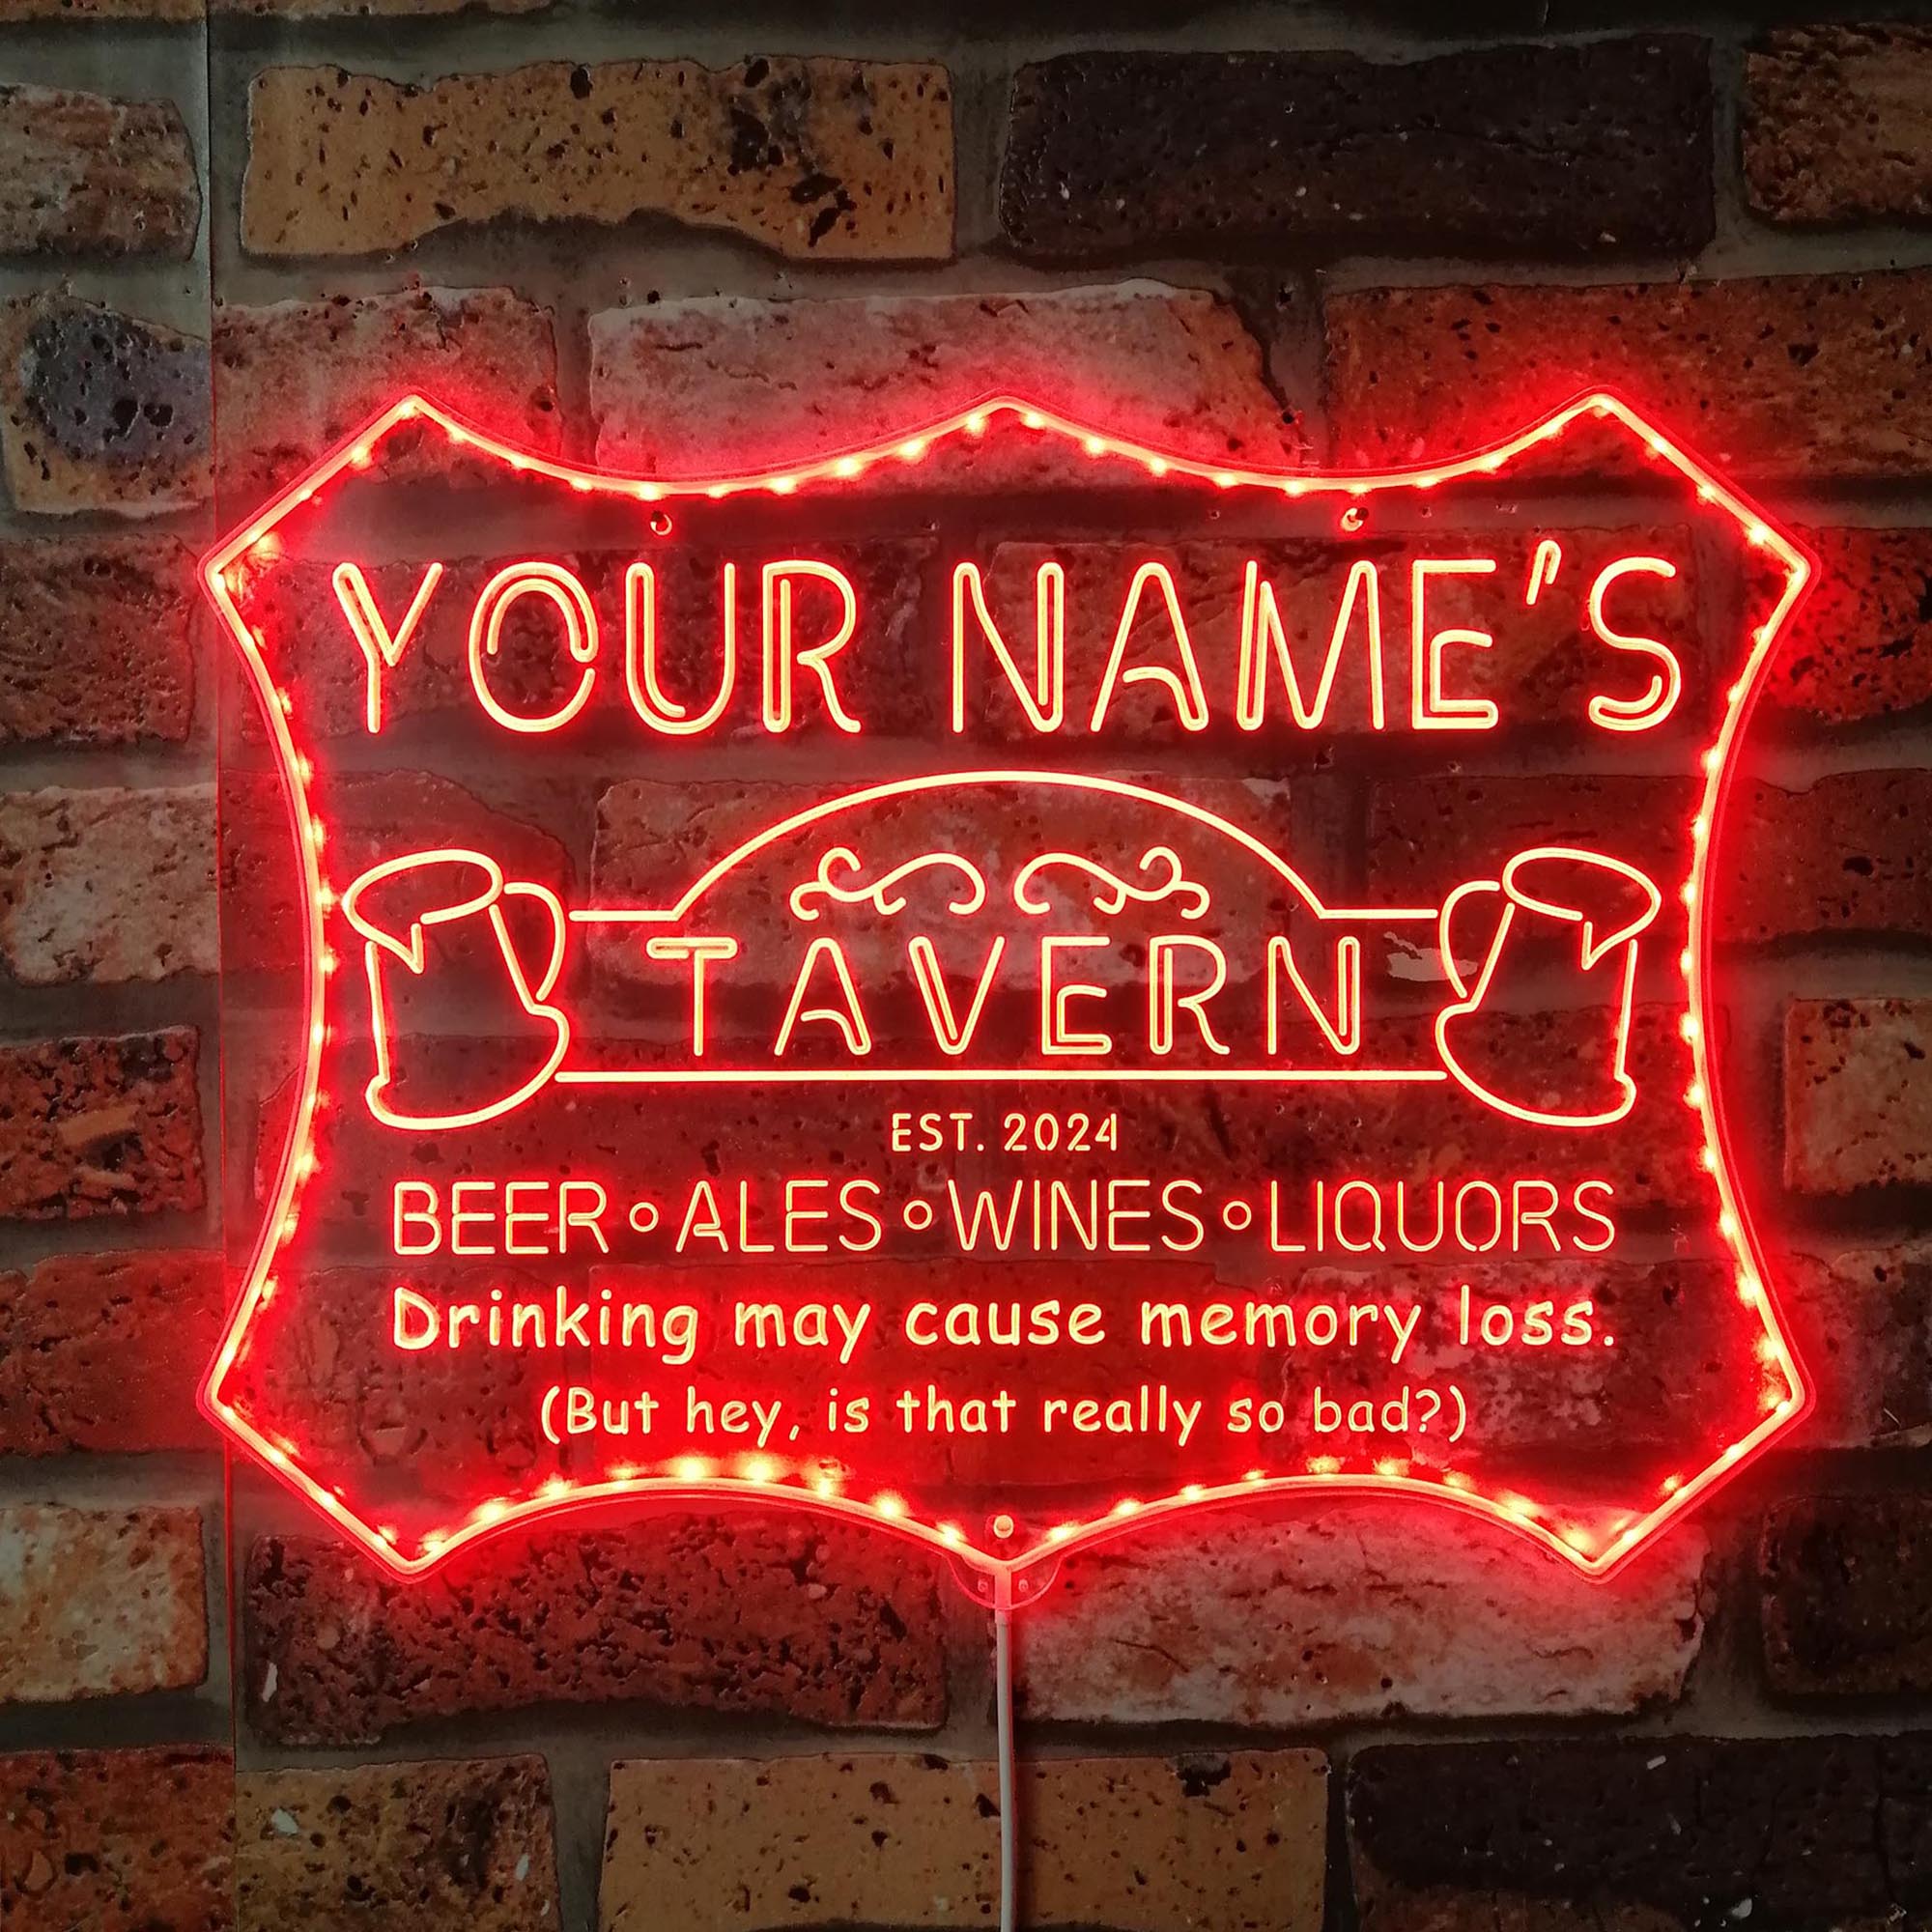 YOUR NAME'S
TAVERN
EST. 2024
BEER◦ALES◦WINES◦LIQUORS
Drinking may cause memory loss.
(But hey, is that really so bad?)